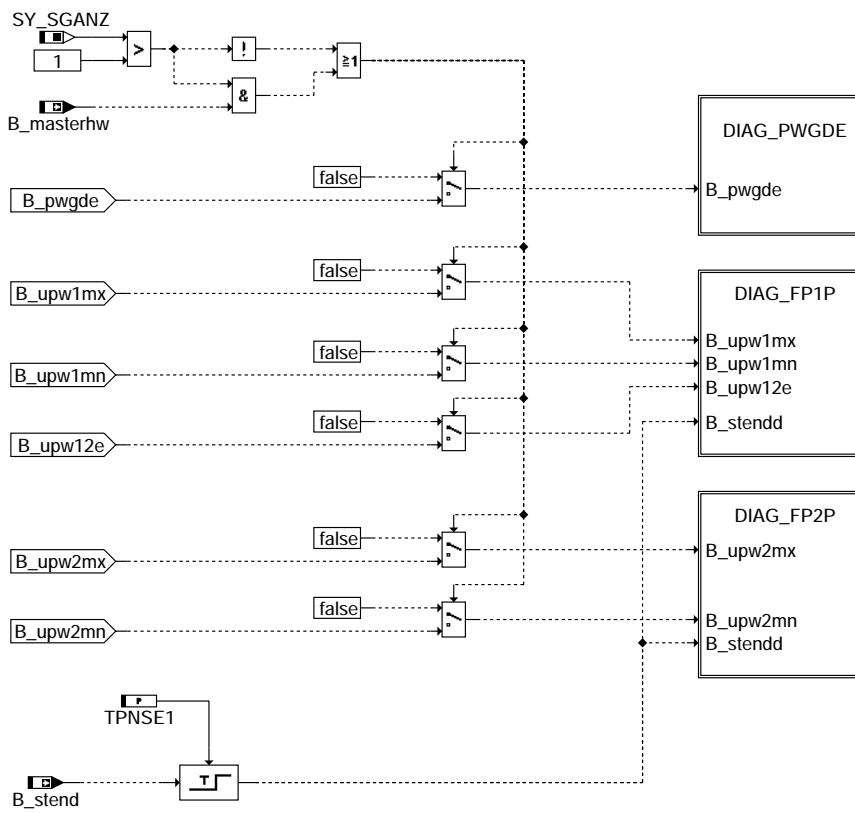 SY_SGANZ
1
>
!
&
≥1
B_masterhw
DIAG_PWGDE
false
B_pwgde
B_pwgde
false
B_upw1mx
DIAG_FP1P
B_upw1mx
false
B_upw1mn
B_upw1mn
B_upw12e
false
B_upw12e
B_stendd
DIAG_FP2P
false
B_upw2mx
B_upw2mx
false
B_upw2mn
B_upw2mn
B_stendd
P
TPNSE1
T
B_stend